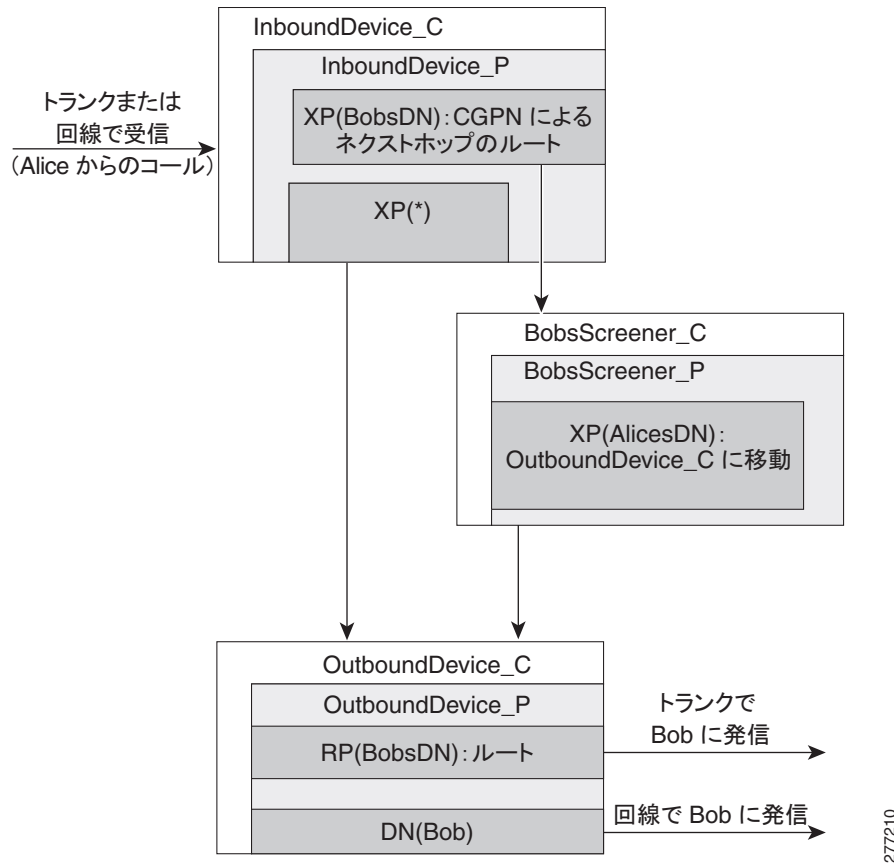 InboundDevice_C
InboundDevice_P
トランクまたは
回線で受信
(Alice からのコール)
XP(BobsDN):CGPN による
ネクストホップのルート
XP(*)
BobsScreener_C
BobsScreener_P
XP(AlicesDN):
OutboundDevice_C に移動
OutboundDevice_C
OutboundDevice_P
RP(BobsDN):ルート
DN(Bob)
トランクで
Bob に発信
回線で Bob に発信
277210